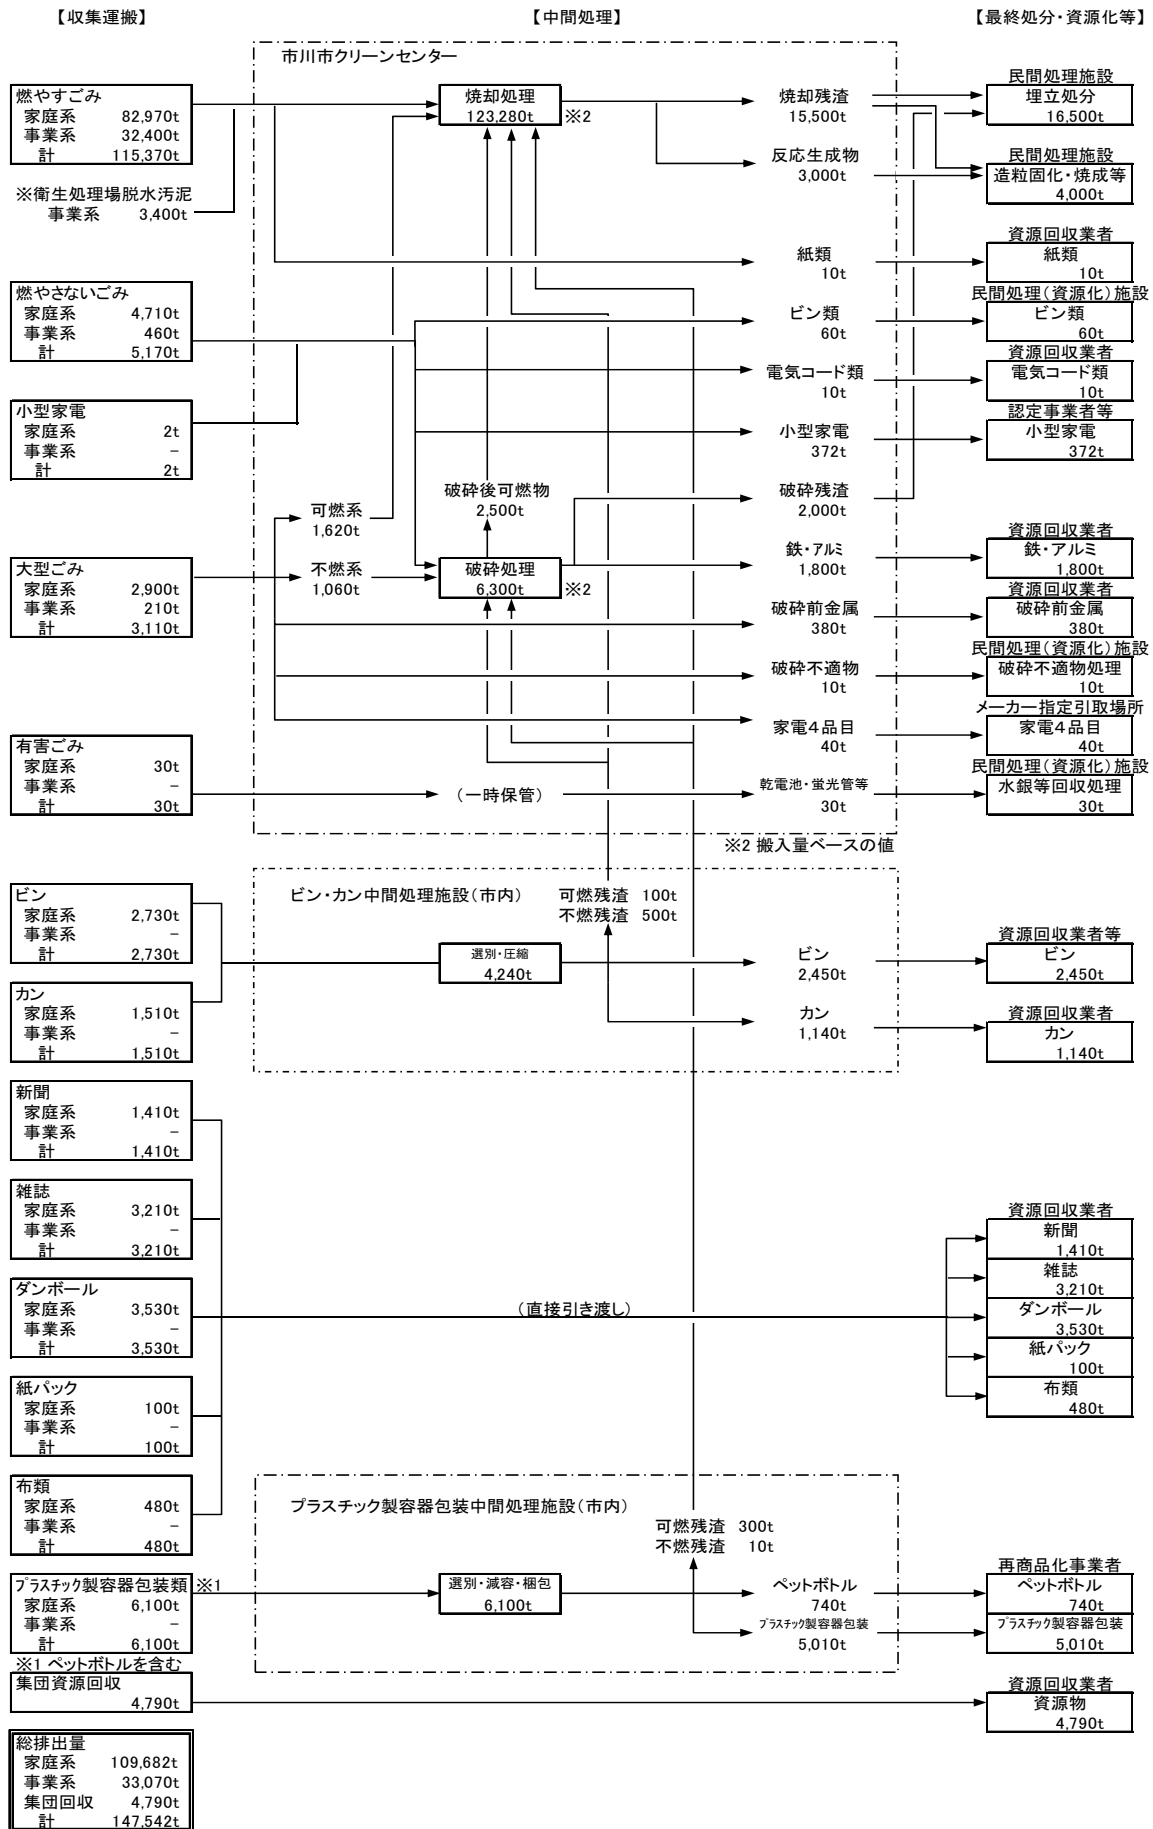 【収集運搬】
【中間処理】
【最終処分・資源化等】
市川市クリーンセンター
燃やすごみ
家庭系 82,970t
事業系 32,400t
計 115,370t
※衛生処理場脱水汚泥
事業系 3,400t
燃やさないごみ
家庭系 4,710t
事業系 460t
計 5,170t
小型家電
家庭系 2t
事業系 -
計 2t
大型ごみ
家庭系 2,900t
事業系 210t
計 3,110t
有害ごみ
家庭系 30t
事業系 -
計 30t
焼却処理
123,280t ※2
可燃系
1,620t
不燃系
1,060t
破砕後可燃物
2,500t
破砕処理
6,300t ※2
(一時保管)
焼却残渣
15,500t
反応生成物
3,000t
紙類
10t
ビン類
60t
電気コード類
10t
小型家電
372t
破砕残渣
2,000t
鉄・アルミ
1,800t
破砕前金属
380t
破砕不適物
10t
家電4品目
40t
乾電池・蛍光管等
30t
※2 搬入量ベースの値
民間処理施設
埋立処分
16,500t
民間処理施設
造粒固化・焼成等
4,000t
資源回収業者
紙類
10t
民間処理(資源化)施設
ビン類
60t
資源回収業者
電気コード類
10t
認定事業者等
小型家電
372t
資源回収業者
鉄・アルミ
1,800t
資源回収業者
破砕前金属
380t
民間処理(資源化)施設
破砕不適物処理
10t
メーカー指定引取場所
家電4品目
40t
民間処理(資源化)施設
水銀等回収処理
30t
ビン
家庭系 2,730t
事業系 -
計 2,730t
カン
家庭系 1,510t
事業系 -
計 1,510t
ビン・カン中間処理施設(市内)
可燃残渣 100t
不燃残渣 500t
選別・圧縮
4,240t
ビン
2,450t
カン
1,140t
資源回収業者等
ビン
2,450t
資源回収業者
カン
1,140t
新聞
家庭系 1,410t
事業系 -
計 1,410t
雑誌
家庭系 3,210t
事業系 -
計 3,210t
ダンボール
家庭系 3,530t
事業系 -
計 3,530t
紙パック
家庭系 100t
事業系 -
計 100t
布類
家庭系 480t
事業系 -
計 480t
(直接引き渡し)
資源回収業者
新聞
1,410t
雑誌
3,210t
ダンボール
3,530t
紙パック
100t
布類
480t
プラスチック製容器包装類 ※1
家庭系 6,100t
事業系 -
計 6,100t
※1 ペットボトルを含む
プラスチック製容器包装中間処理施設(市内)
可燃残渣 300t
不燃残渣 10t
選別・減容・梱包
6,100t
ペットボトル
740t
プラスチック製容器包装
5,010t
再商品化事業者
ペットボトル
740t
プラスチック製容器包装
5,010t
集団資源回収
4,790t
資源回収業者
資源物
4,790t
総排出量
家庭系 109,682t
事業系 33,070t
集団回収 4,790t
計 147,542t